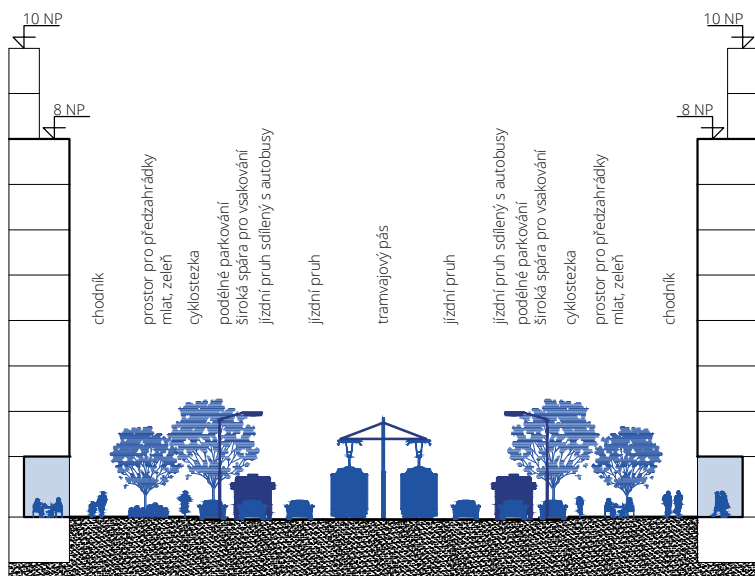 10 NP
10 NP
8 NP
8 NP
chodník
prostor pro předzahrádky
mlat, zeleň
cyklostezka
podélné parkování
široká spára pro vsakování
jízdní pruh sdílený s autobusy
jízdní pruh
tramvajový pás
jízdní pruh
jízdní pruh sdílený s autobusy
podélné parkování
široká spára pro vsakování
cyklostezka
prostor pro předzahrádky
mlat, zeleň
chodník